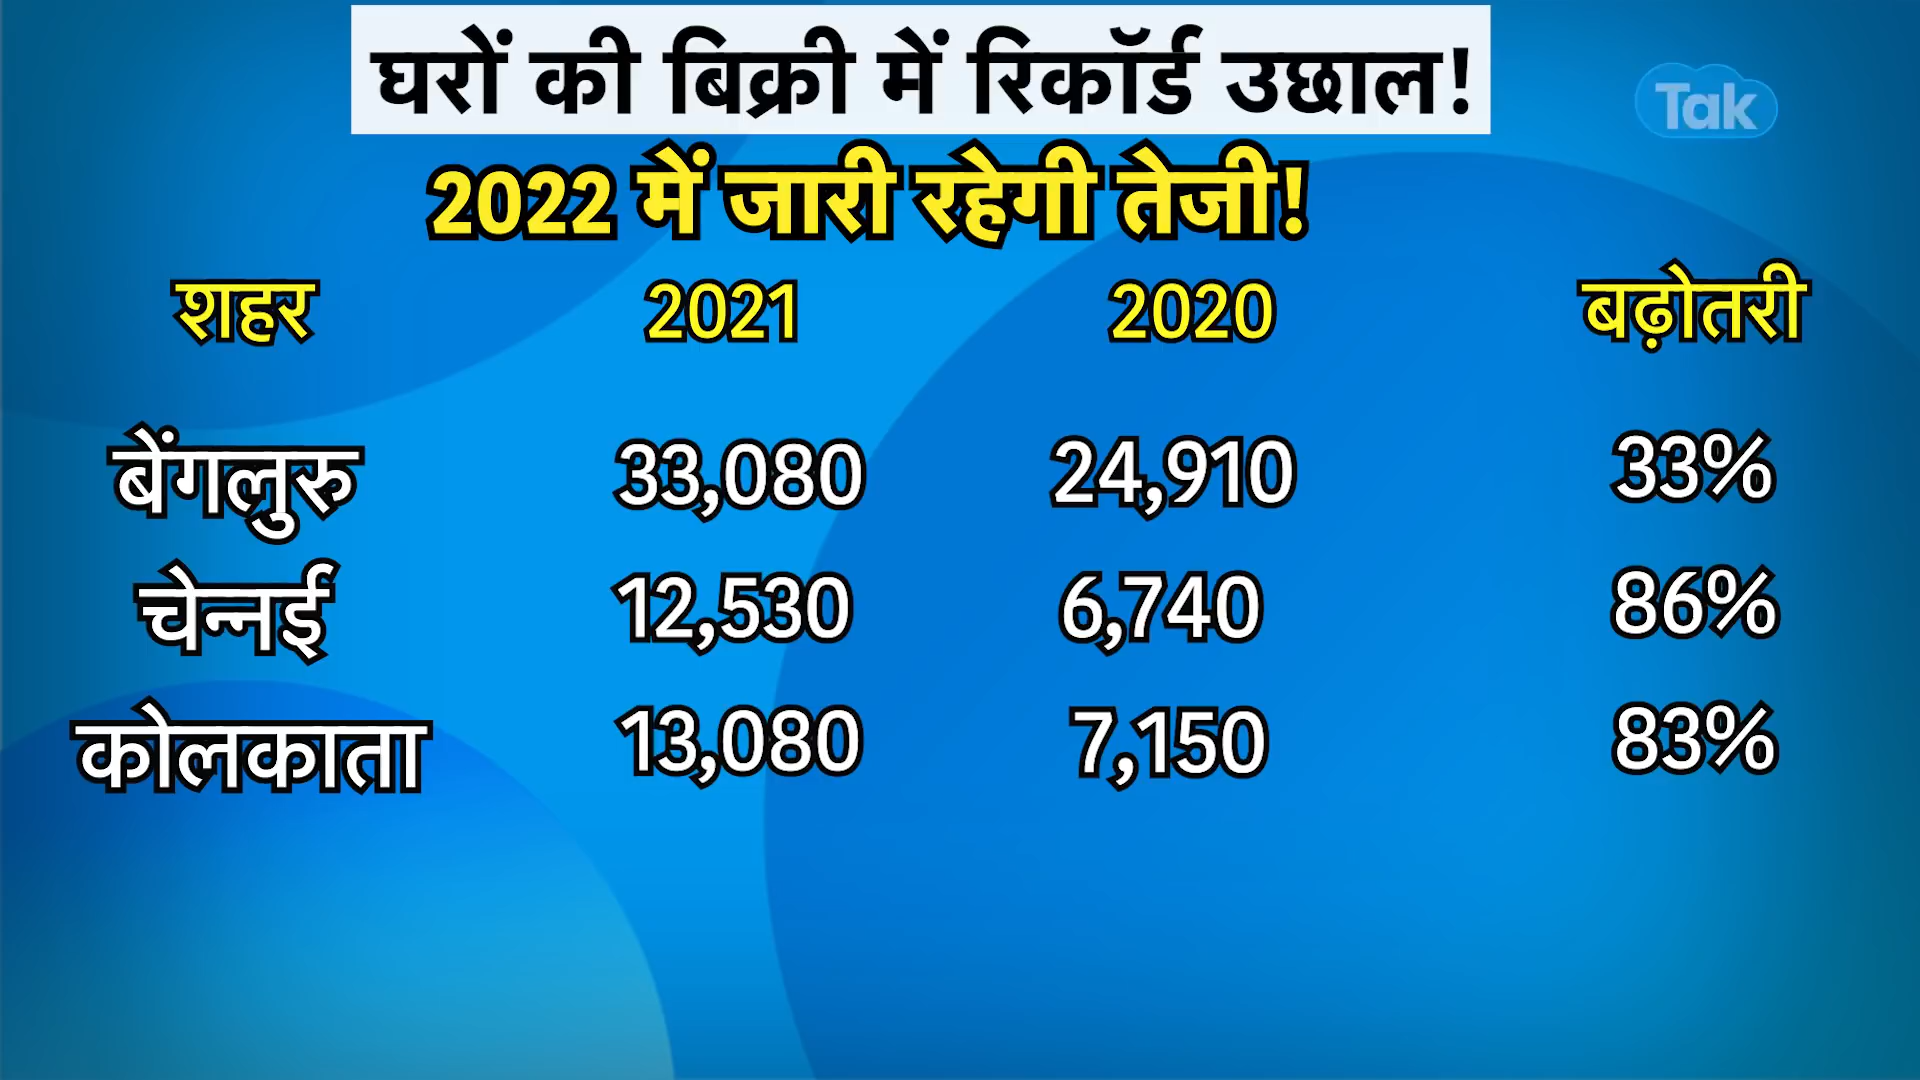 घरों की बिक्री में रिकॉर्ड उछाल!
Tak
2022 में जारी रहेगी तेजी!
शहर 2021 2020 बढ़ोतरी
बेंगलुरु 33,080 24,910 33%
चेन्नई 12,530 6,740 86%
कोलकाता 13,080 7,150 83%